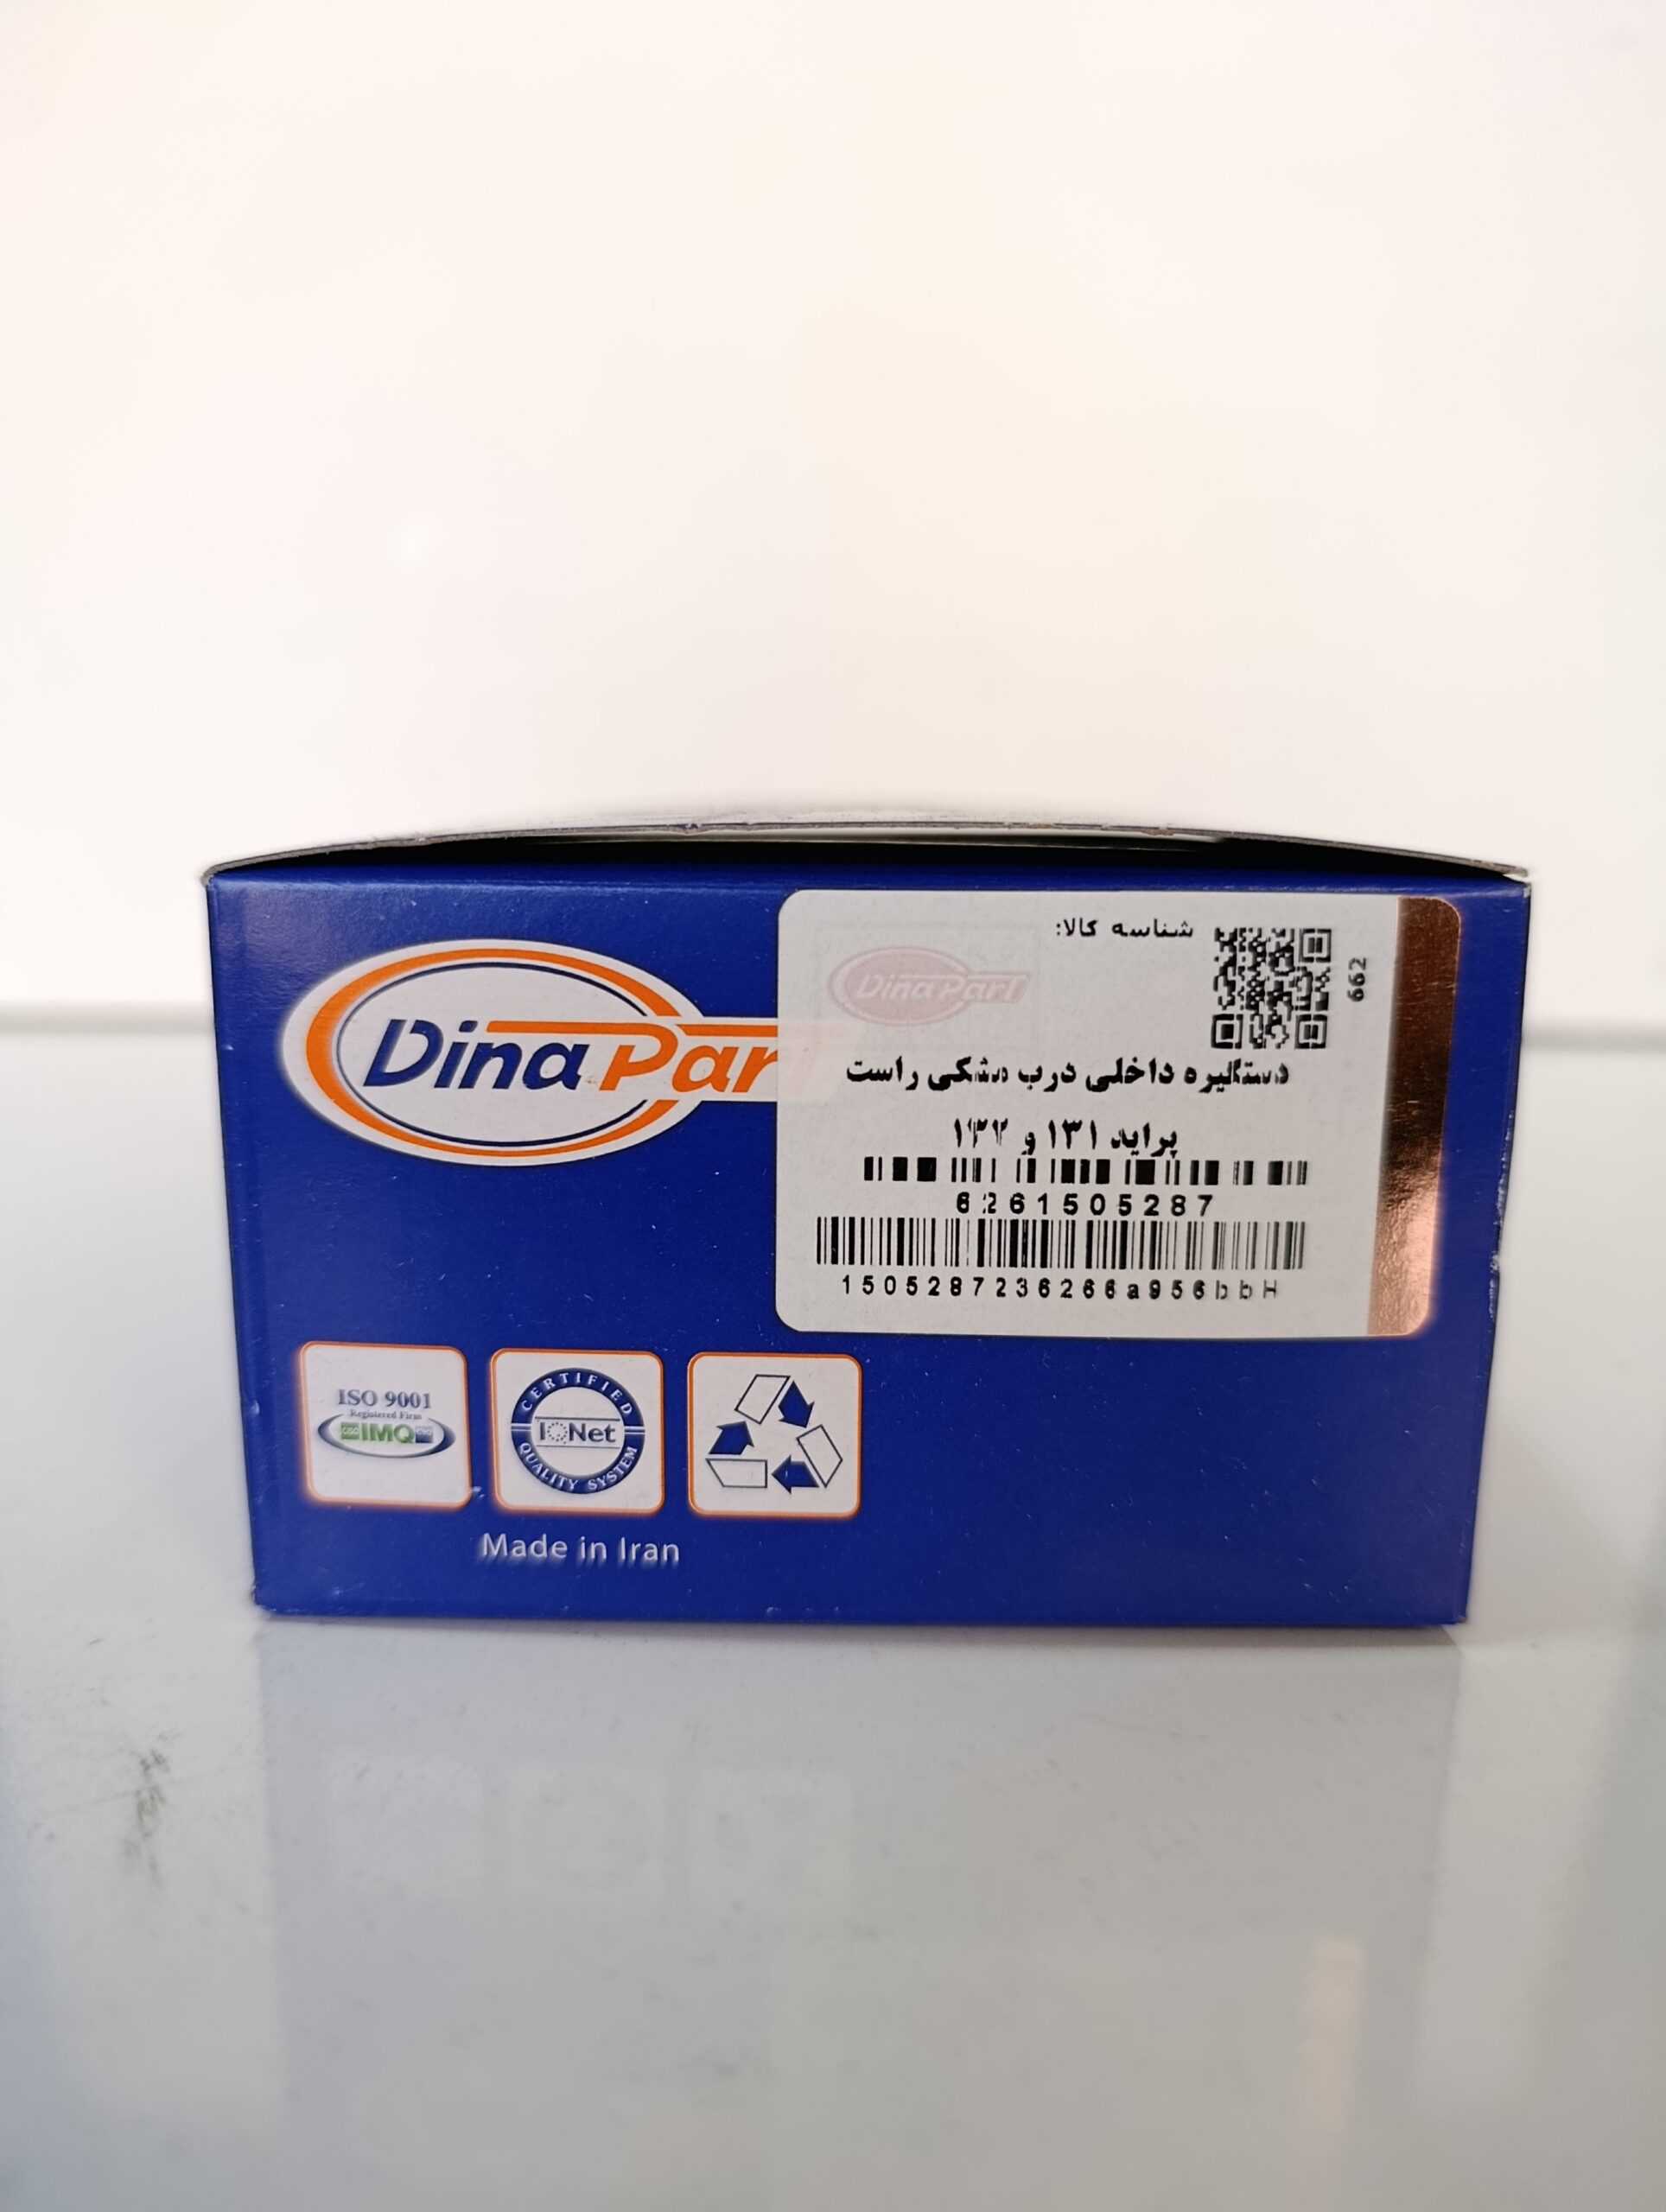 Dina Part
شناسه کالا:
662
DinaPart
دستگیره داخلی درب مشکی راست
پراید ۱۳۱ و ۱۳۲
6261505287
1505287236266a956bbH
ISO 9001
Registered Firm
CISQ IMQ
CERTIFIED
IQNet
QUALITY SYSTEM
Made in Iran